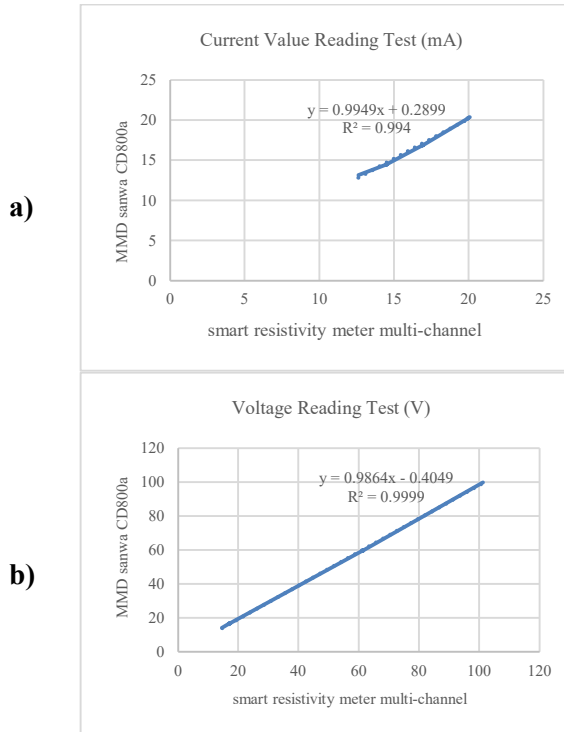 a)
Current Value Reading Test (mA)
25
20
15
10
5
0
y = 0.9949x + 0.2899
R² = 0.994
0 5 10 15 20 25
MMD sanwa CD800a
smart resistivity meter multi-channel
b)
Voltage Reading Test (V)
120
100
80
60
40
20
0
y = 0.9864x - 0.4049
R² = 0.9999
0 20 40 60 80 100 120
MMD sanwa CD800a
smart resistivity meter multi-channel